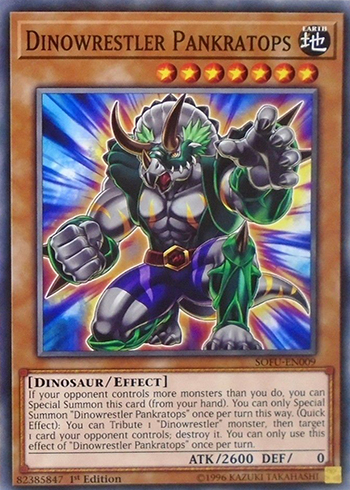 DINOWRESTLER PANKRATOPS
EARTH
地
SOFU-EN009
[DINOSAUR/EFFECT]
If your opponent controls more monsters than you do, you can
Special Summon this card (from your hand). You can only Special
Summon "Dinowrestler Pankratops" once per turn this way. (Quick
Effect): You can Tribute 1 "Dinowrestler" monster, then target
1 card your opponent controls; destroy it. You can only use this
effect of "Dinowrestler Pankratops" once per turn.
ATK/2600 DEF/ 0
82385847 1st Edition ©1996 KAZUKI TAKAHASHI